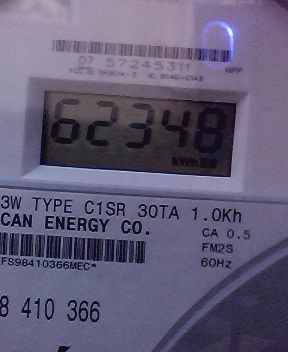 07 57245311
62348
kWh
3W TYPE C1SR 30TA 1.0Kh
CAN ENERGY CO.
CA 0.5
FM2S
60Hz
FS98410366MEC*
8 410 366